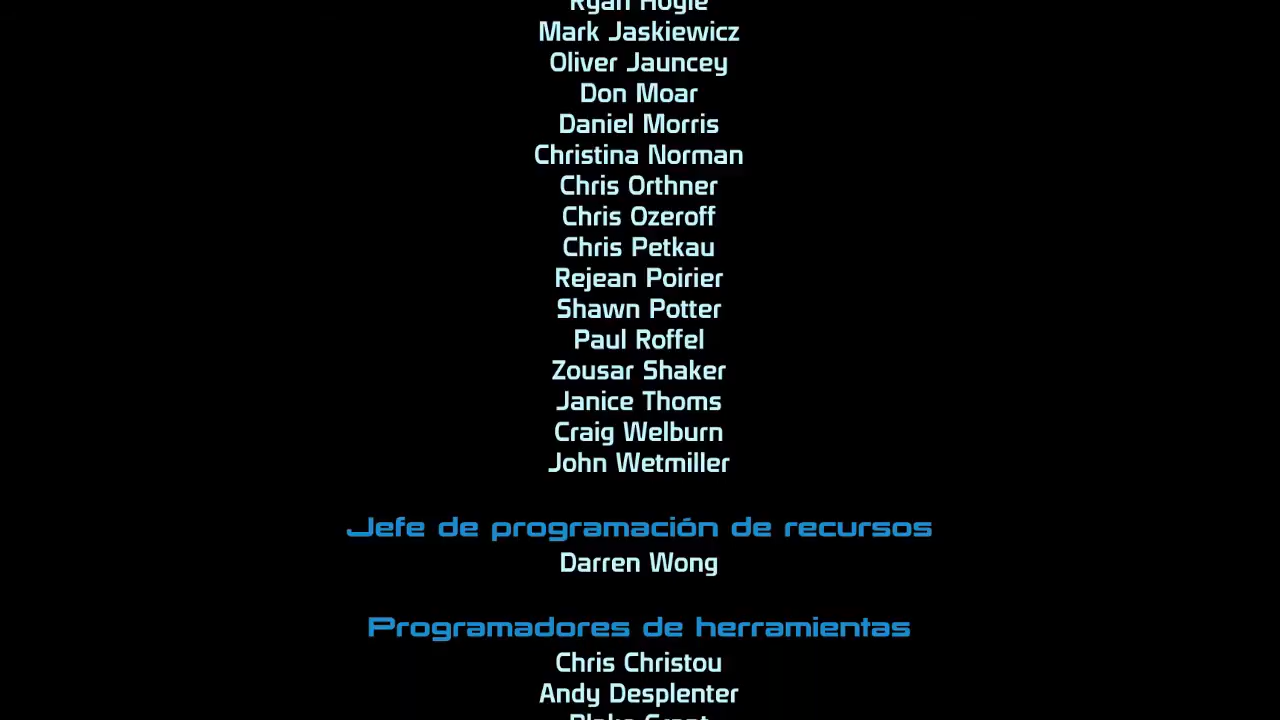 Ryan Hoyle
Mark Jaskiewicz
Oliver Jauncey
Don Moar
Daniel Morris
Christina Norman
Chris Orthner
Chris Ozeroff
Chris Petkau
Rejean Poirier
Shawn Potter
Paul Roffel
Zousar Shaker
Janice Thoms
Craig Welburn
John Wetmiller
Jefe de programación de recursos
Darren Wong
Programadores de herramientas
Chris Christou
Andy Desplenter